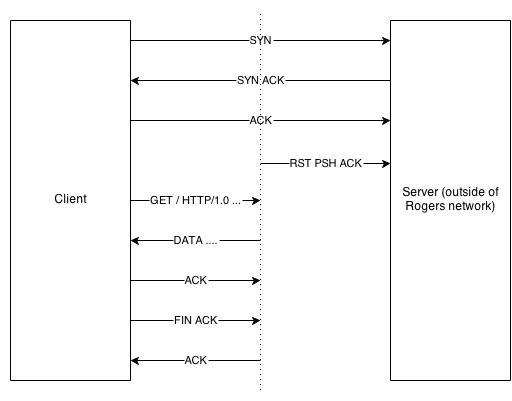 SYN
SYN ACK
ACK
RST PSH ACK
Client
GET / HTTP/1.0 ...
Server (outside of
Rogers network)
DATA ....
ACK
FIN ACK
ACK